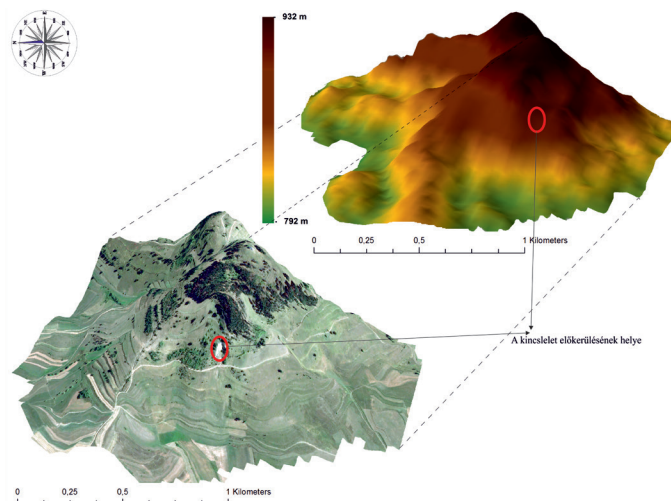 932 m
792 m
0 0,25 0,5 1 Kilometers
A kincslelet előkerülésének helye
0 0,25 0,5 1 Kilometers